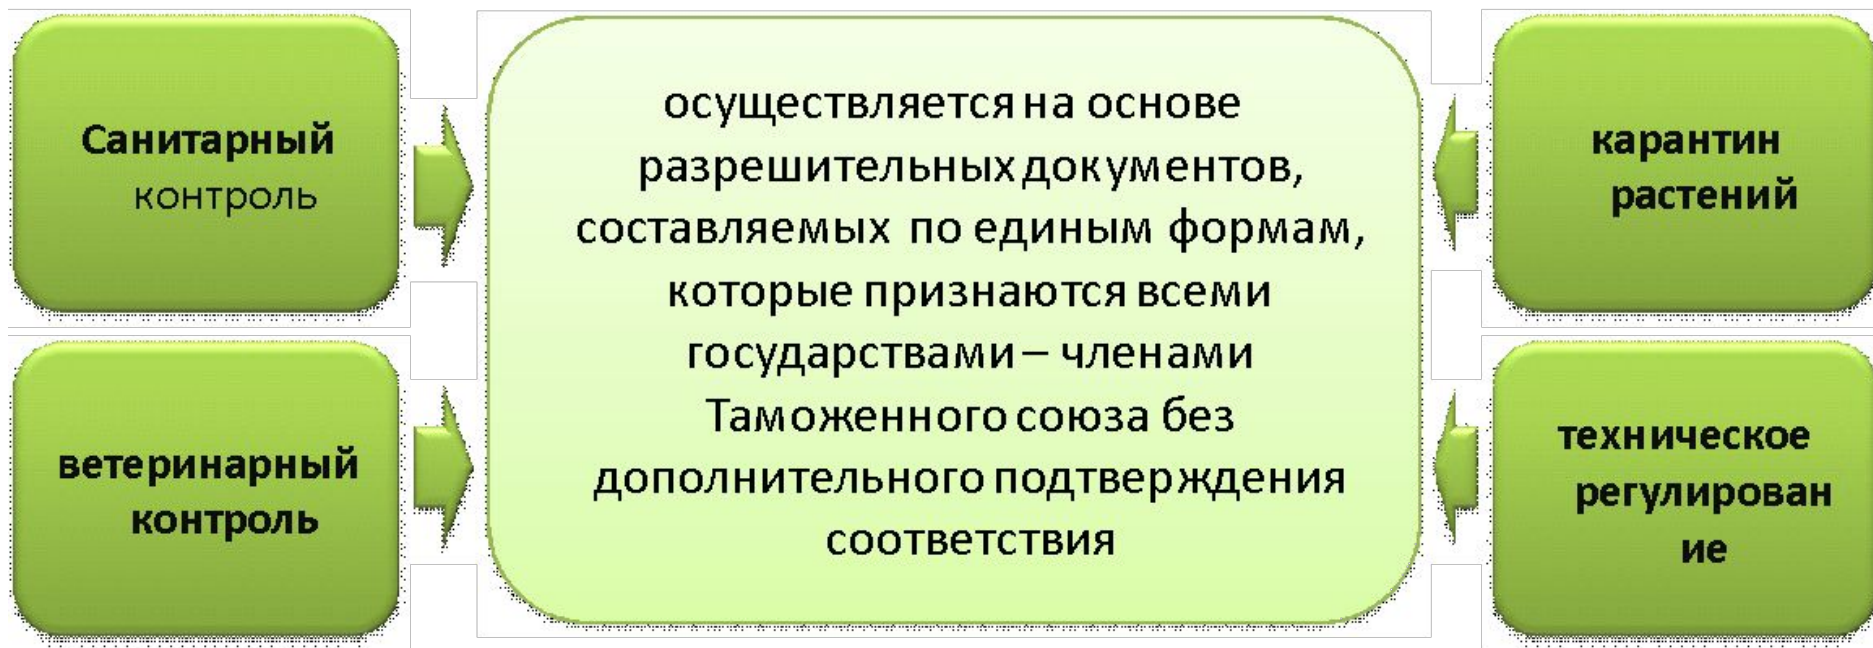 Санитарный
контроль
ветеринарный
контроль
осуществляется на основе
разрешительных документов,
составляемых по единым формам,
которые признаются всеми
государствами – членами
Таможенного союза без
дополнительного подтверждения
соответствия
карантин
растений
техническое
регулирован
ие